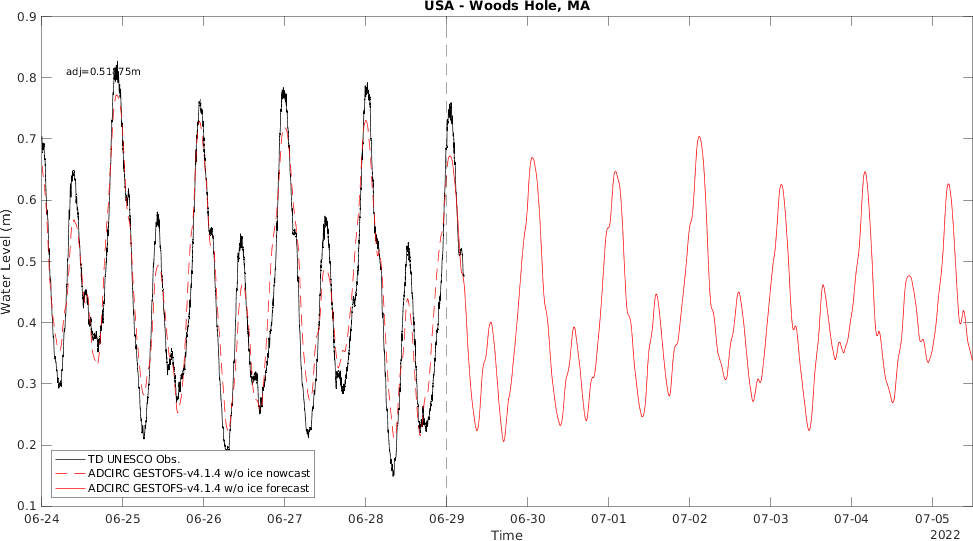 USA - Woods Hole, MA
0.9
0.8
0.7
0.6
0.5
0.4
0.3
0.2
0.1
Water Level (m)
TD UNESCO Obs.
ADCIRC GESTOFS-v4.1.4 w/o ice nowcast
ADCIRC GESTOFS-v4.1.4 w/o ice forecast
06-24 06-25 06-26 06-27 06-28 06-29 06-30 07-01 07-02 07-03 07-04 07-05
Time
2022